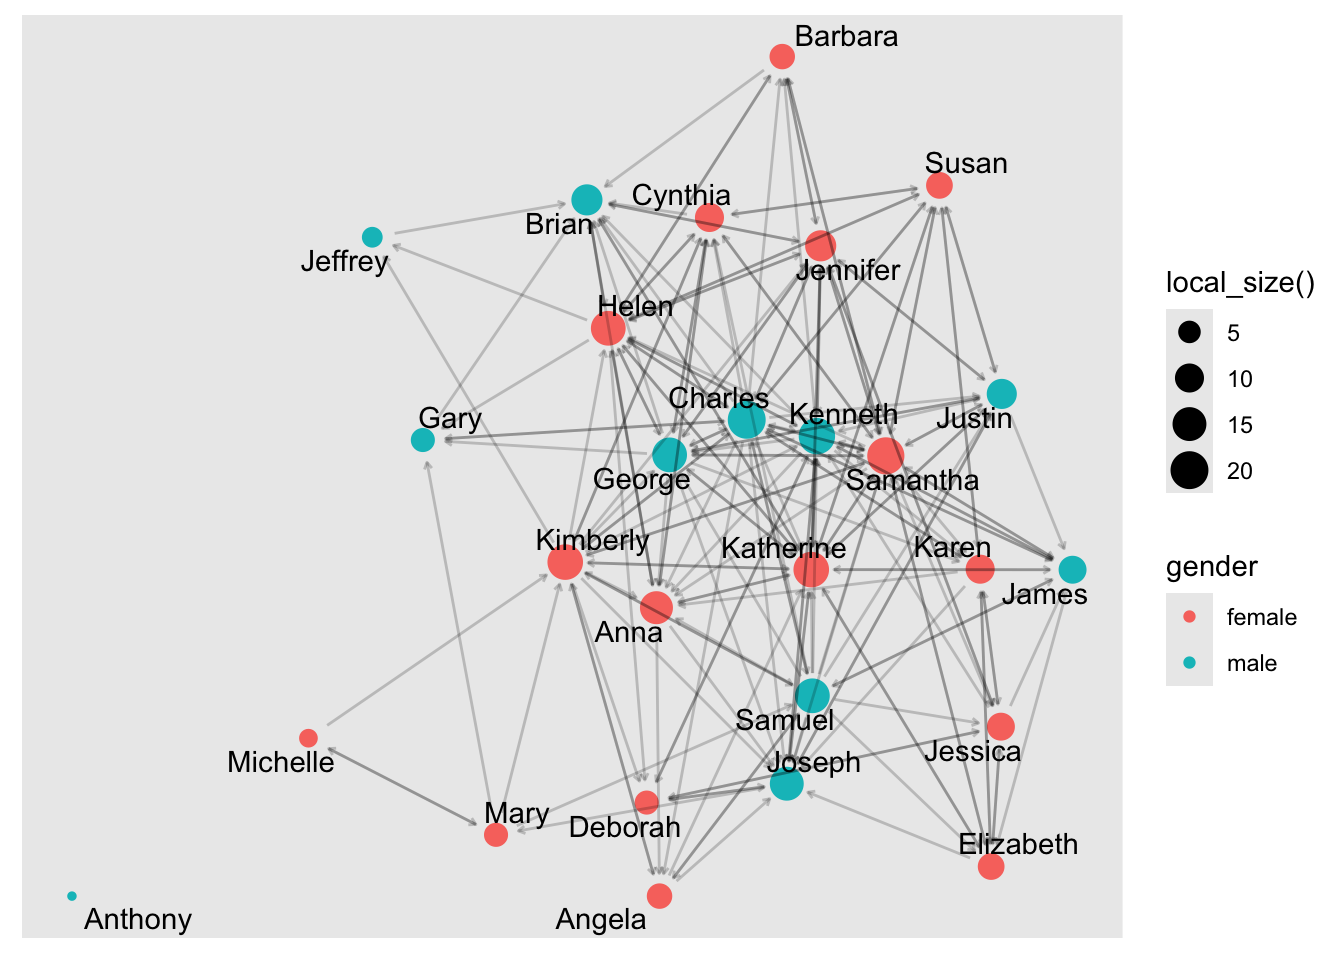 Barbara
Susan
Cynthia
Brian
Jeffrey
Jennifer
Helen
Charles
Kenneth
Gary
Justin
George
Samantha
Kimberly
Katherine
Karen
James
Anna
Samuel
Jessica
Michelle
Joseph
Mary
Deborah
Elizabeth
Anthony
Angela
local_size()
5
10
15
20
gender
female
male